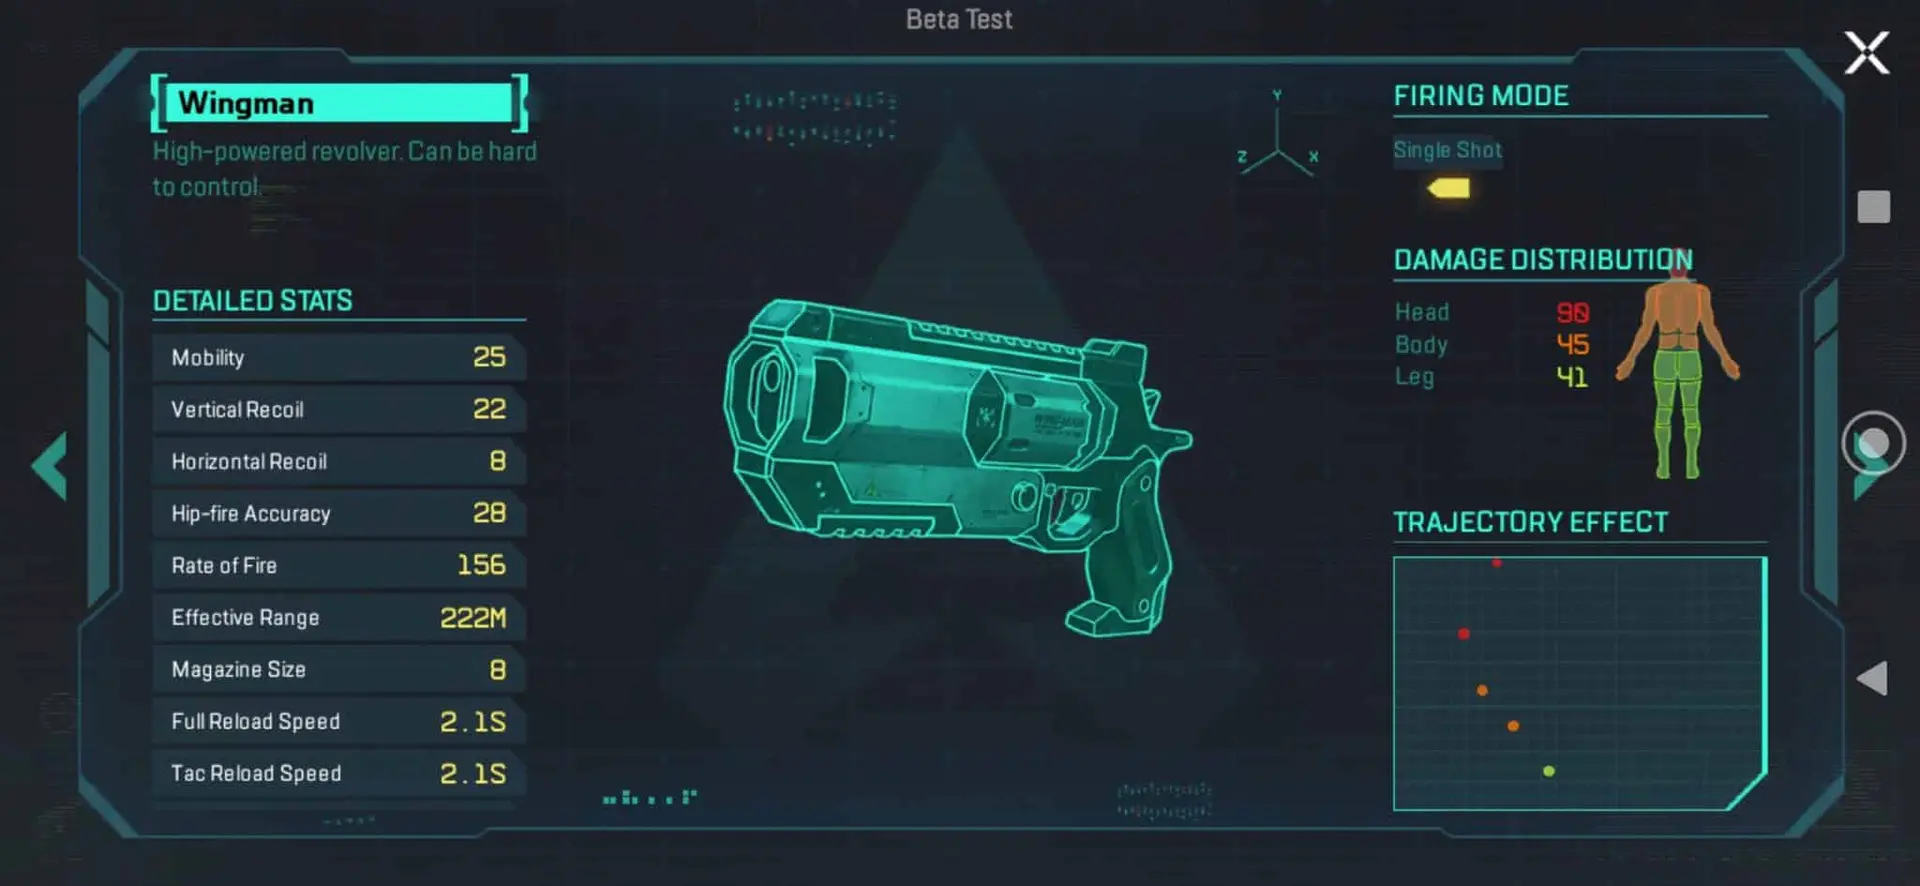 Beta Test
Wingman
High-powered revolver. Can be hard
to control.
DETAILED STATS
Mobility 25
Vertical Recoil 22
Horizontal Recoil 8
Hip-fire Accuracy 28
Rate of Fire 156
Effective Range 222M
Magazine Size 8
Full Reload Speed 2.1S
Tac Reload Speed 2.1S
Y
Z X
WINGMAN
FIRING MODE
Single Shot
DAMAGE DISTRIBUTION
Head 90
Body 45
Leg 41
TRAJECTORY EFFECT